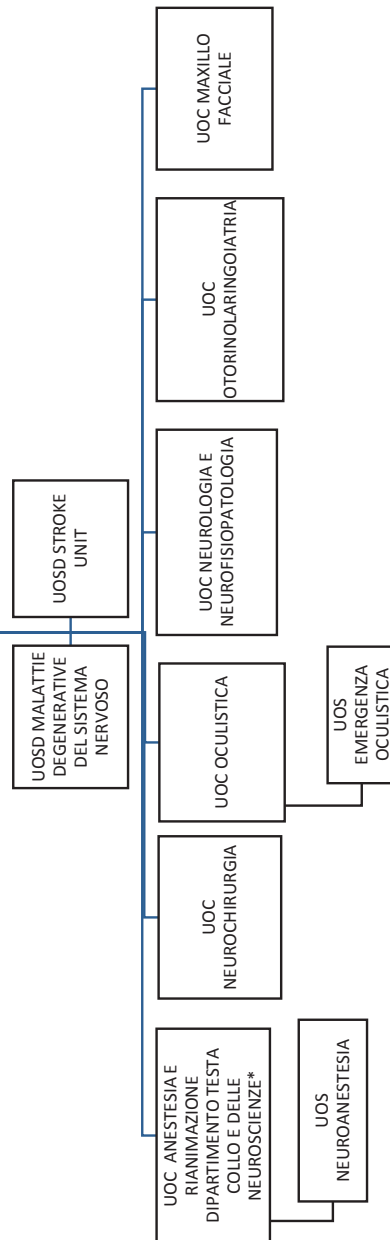 UOSD MALATTIE
DEGENERATIVE
DEL SISTEMA
NERVOSO
UOSD STROKE
UNIT
UOC ANESTESIA E
RIANIMAZIONE
DIPARTIMENTO TESTA
COLLO E DELLE
NEUROSCIENZE*
UOC
NEUROCHIRURGIA
UOC OCULISTICA
UOC NEUROLOGIA E
NEUROFISIOPATOLOGIA
UOC
OTORINOLARINGOIATRIA
UOC MAXILLO
FACCIALE
UOS
NEUROANESTESIA
UOS
EMERGENZA
OCULISTICA